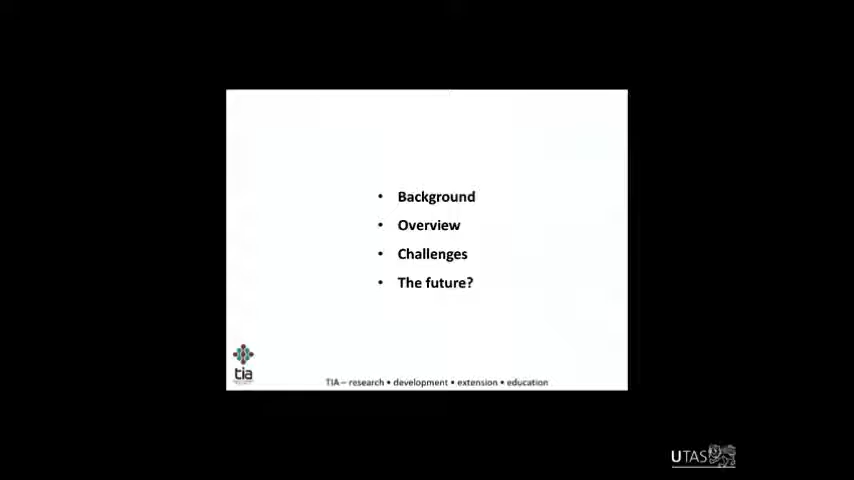 • Background
• Overview
• Challenges
• The future?
tia
TIA – research • development • extension • education
UTAS